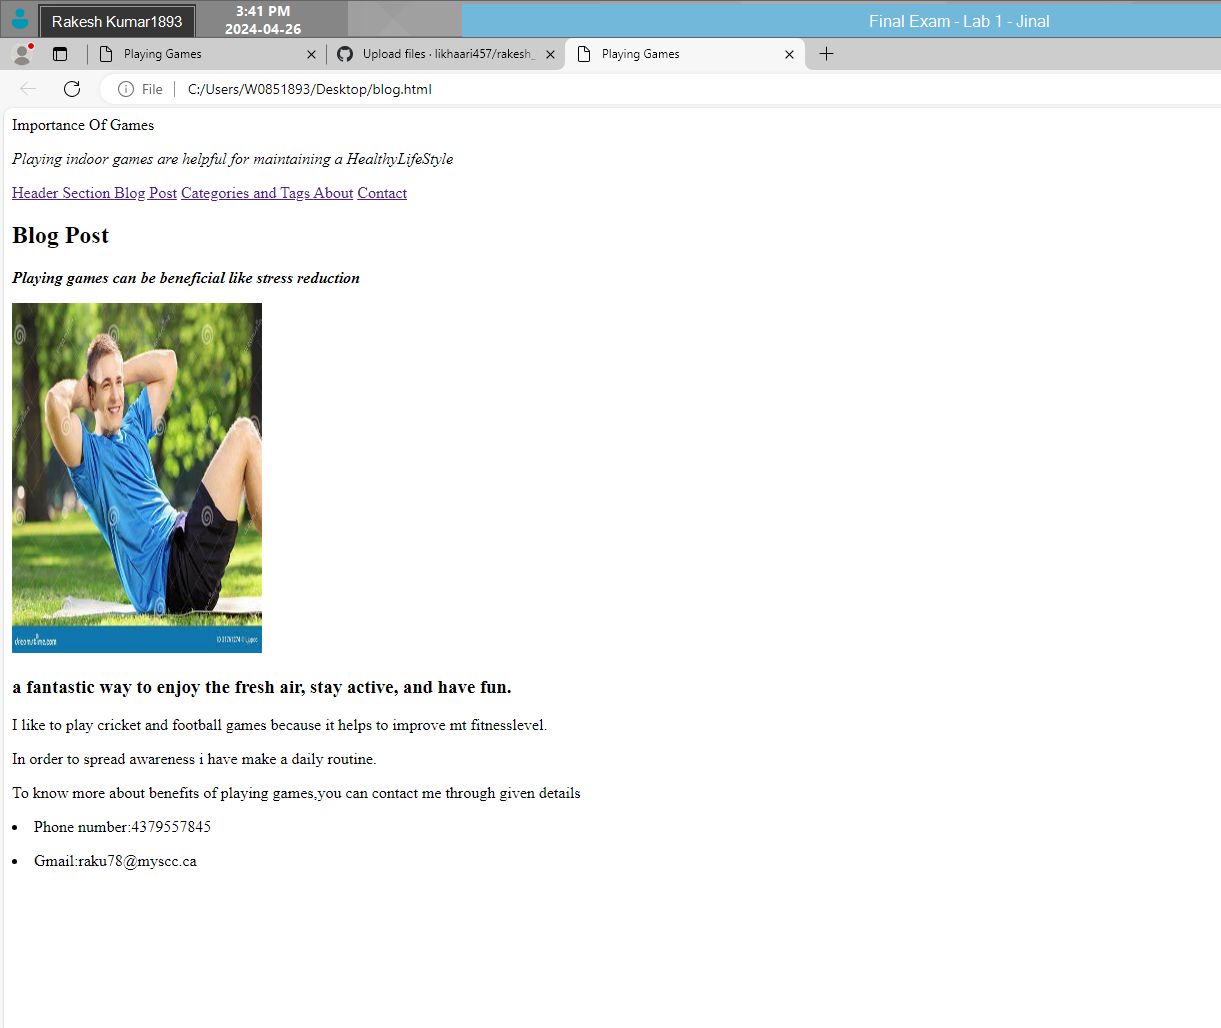 Rakesh Kumar1893
3:41 PM
2024-04-26
Final Exam - Lab 1 - Jinal
Playing Games
Upload files · likhaari457/rakesh_
Playing Games
File
C:/Users/W0851893/Desktop/blog.html
Importance Of Games
Playing indoor games are helpful for maintaining a HealthyLifeStyle
Header Section Blog Post Categories and Tags About Contact
Blog Post
Playing games can be beneficial like stress reduction
dreamstime.com
a fantastic way to enjoy the fresh air, stay active, and have fun.
I like to play cricket and football games because it helps to improve mt fitnesslevel.
In order to spread awareness i have make a daily routine.
To know more about benefits of playing games,you can contact me through given details
Phone number:4379557845
Gmail:raku78@myscc.ca